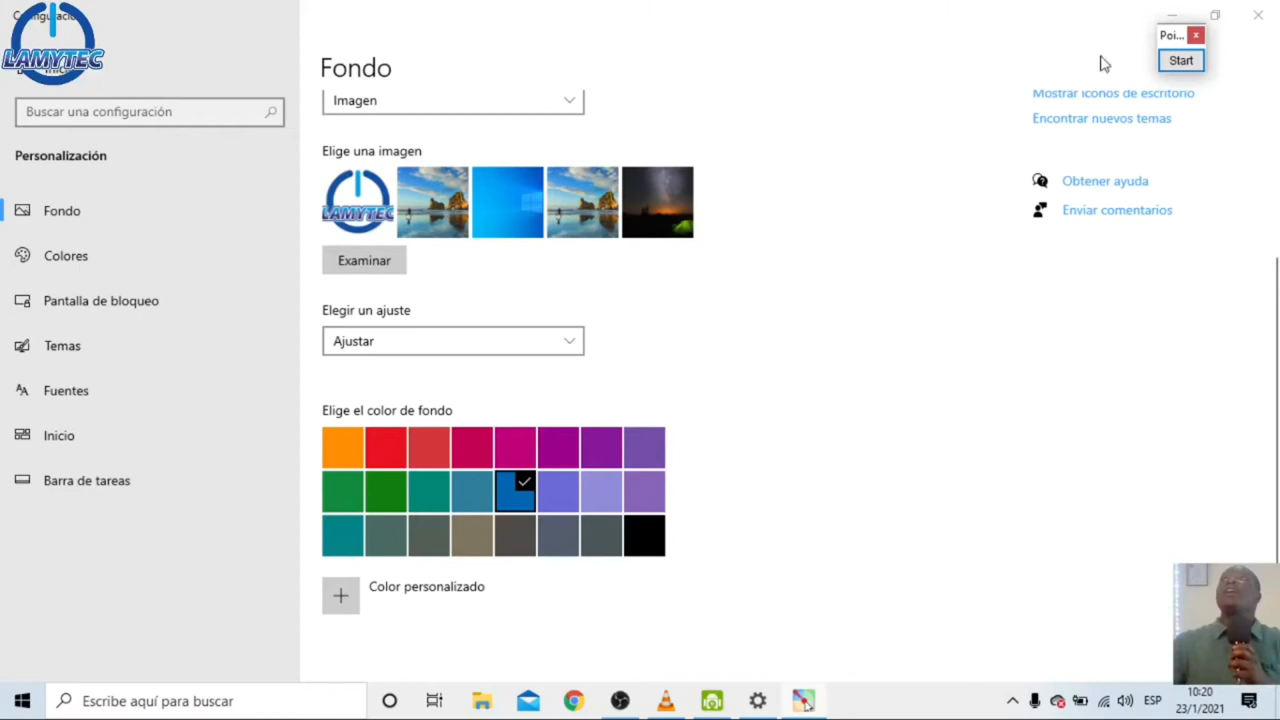 LAMYTEC
Poi...
Start
Fondo
Imagen
Mostrar iconos de escritorio
Encontrar nuevos temas
Buscar una configuración
Personalización
Elige una imagen
LAMYTEC
Obtener ayuda
Enviar comentarios
Fondo
Colores
Pantalla de bloqueo
Temas
Fuentes
Inicio
Barra de tareas
Examinar
Elegir un ajuste
Ajustar
Elige el color de fondo
Color personalizado
Escribe aquí para buscar
ESP
10:20
23/1/2021